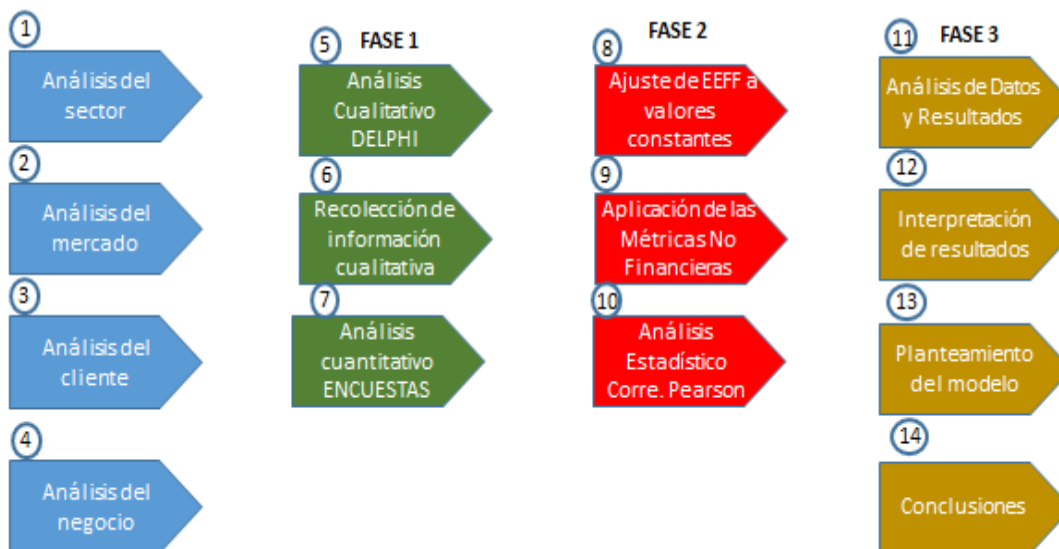 1
Análisis del
sector
2
Análisis del
mercado
3
Análisis del
cliente
4
Análisis del
negocio
FASE 1
5
Análisis
Cualitativo
DELPHI
6
Recolección de
información
cualitativa
7
Análisis
cuantitativo
ENCUESTAS
FASE 2
8
Ajuste de EEFF a
valores
constantes
9
Aplicación de las
Métricas No
Financieras
10
Análisis
Estadístico
Corre. Pearson
FASE 3
11
Análisis de Datos
y Resultados
12
Interpretación
de resultados
13
Planteamiento
del modelo
14
Conclusiones